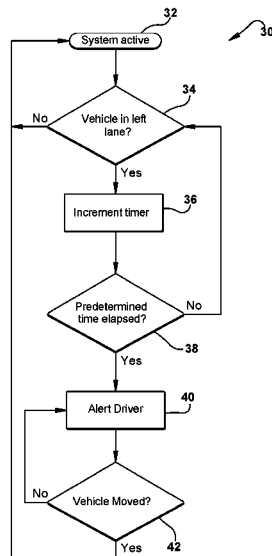 System active
32
30
34
Vehicle in left
lane?
No
Yes
36
Increment timer
Predetermined
time elapsed?
No
38
Yes
Alert Driver
40
No
Vehicle Moved?
42
Yes